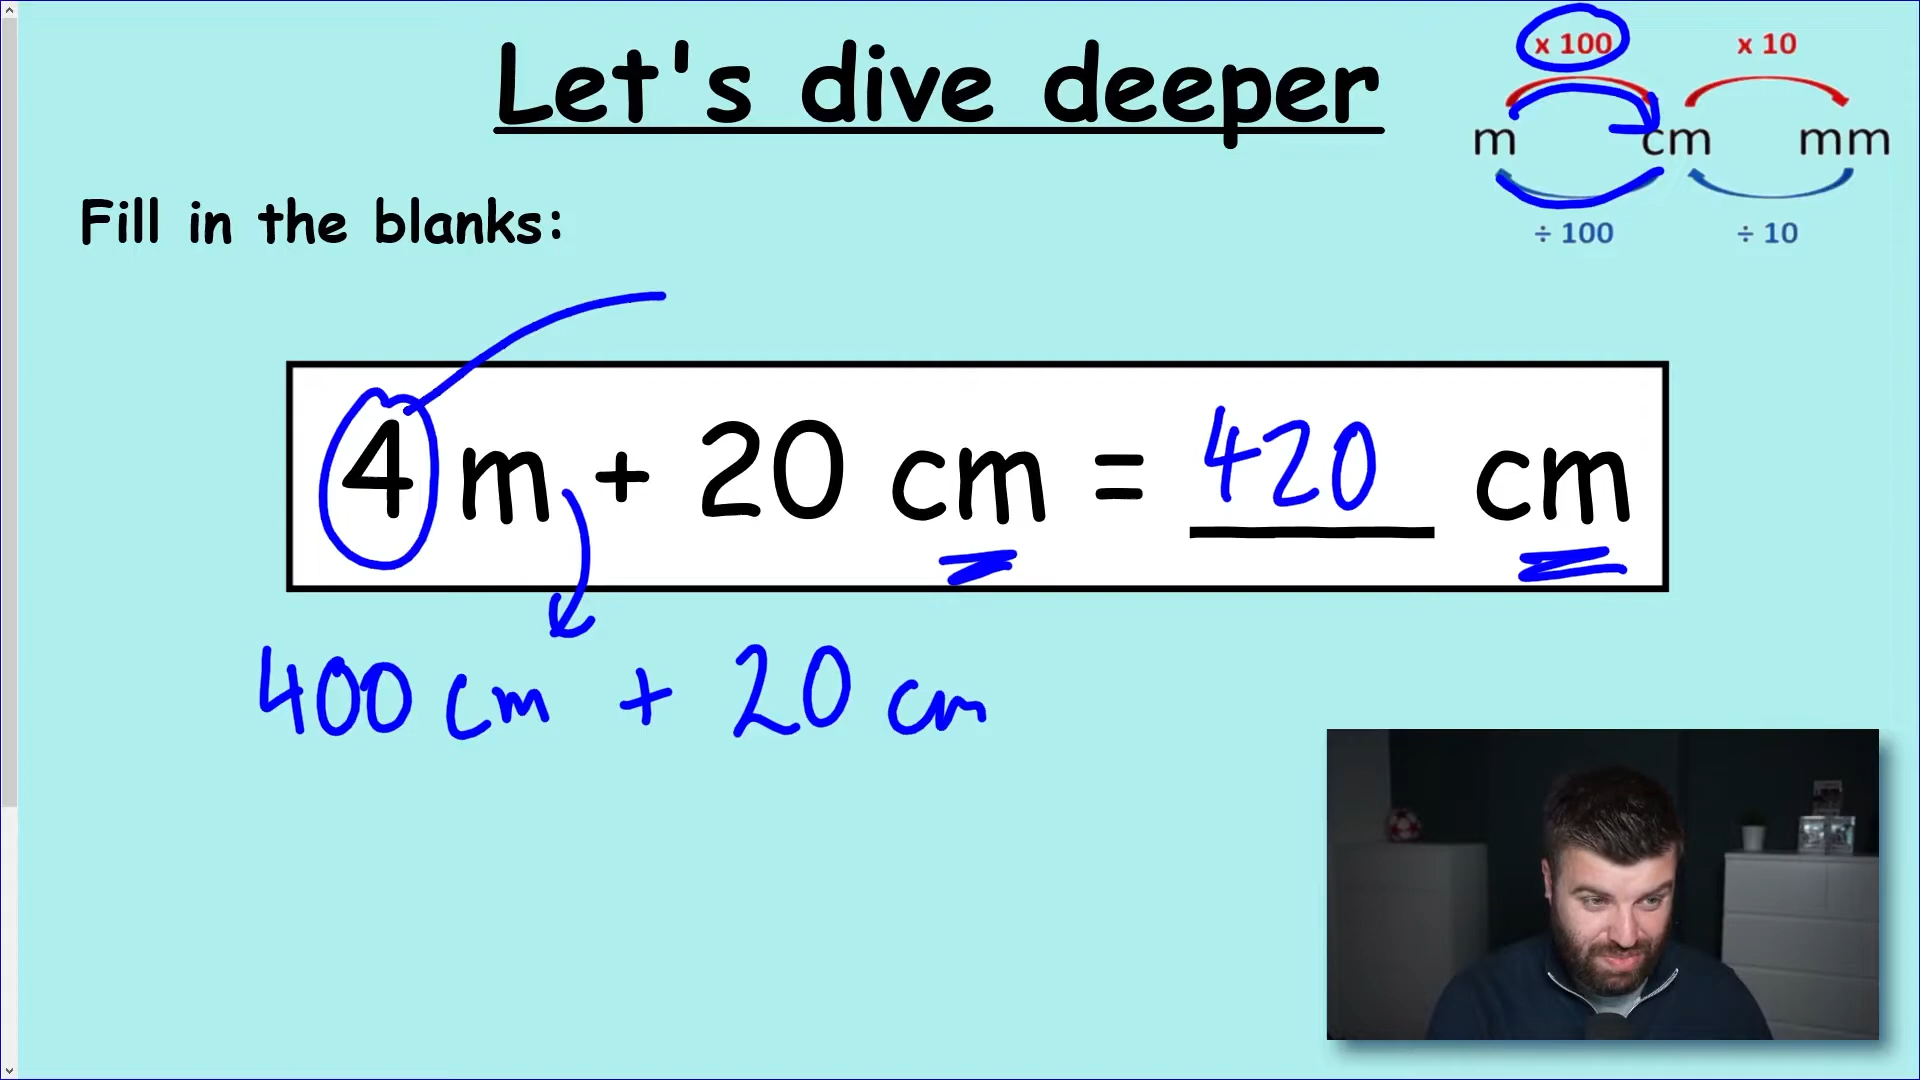 Let's dive deeper
x 100 x 10
m cm mm
÷ 100 ÷ 10
Fill in the blanks:
4 m + 20 cm = 420 cm
400 cm + 20 cm